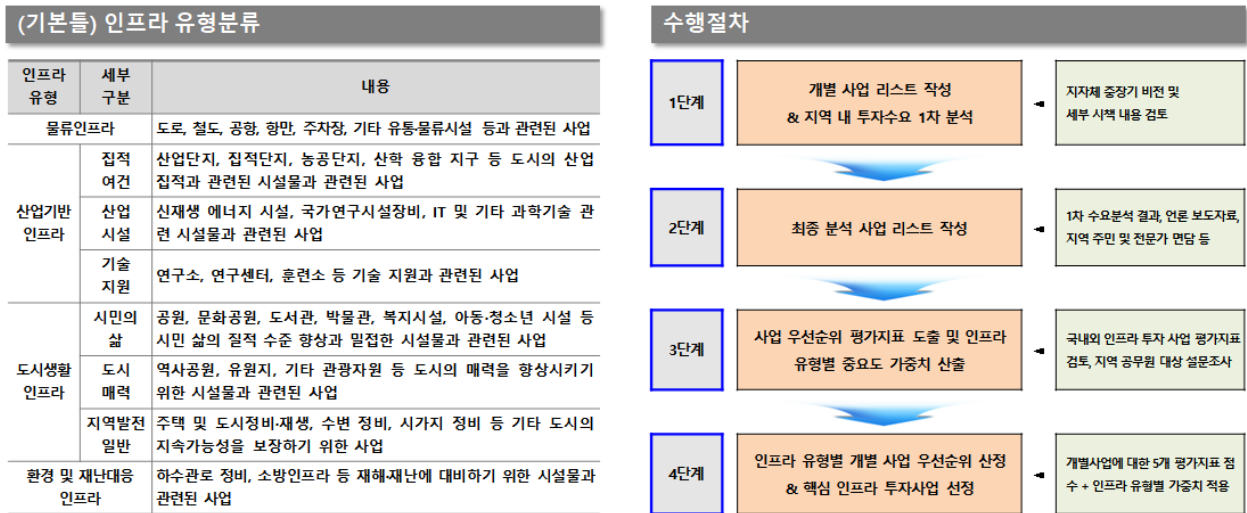 (기본틀) 인프라 유형분류
인프라
유형
세부
구분
내용
물류인프라
도로, 철도, 공항, 항만, 주차장, 기타 유통·물류시설 등과 관련된 사업
산업기반
인프라
집적
여건
산업단지, 집적단지, 농공단지, 산학 융합 지구 등 도시의 산업
집적과 관련된 시설물과 관련된 사업
산업
시설
신재생 에너지 시설, 국가연구시설장비, IT 및 기타 과학기술 관
련 시설물과 관련된 사업
기술
지원
연구소, 연구센터, 훈련소 등 기술 지원과 관련된 사업
도시생활
인프라
시민의
삶
공원, 문화공원, 도서관, 박물관, 복지시설, 아동·청소년 시설 등
시민 삶의 질적 수준 향상과 밀접한 시설물과 관련된 사업
도시
매력
역사공원, 유원지, 기타 관광자원 등 도시의 매력을 향상시키기
위한 시설물과 관련된 사업
지역발전
일반
주택 및 도시정비·재생, 수변 정비, 시가지 정비 등 기타 도시의
지속가능성을 보장하기 위한 사업
환경 및 재난대응
인프라
하수관로 정비, 소방인프라 등 재해·재난에 대비하기 위한 시설물과
관련된 사업
수행절차
1단계
개별 사업 리스트 작성
& 지역 내 투자수요 1차 분석
지자체 중장기 비전 및
세부 시책 내용 검토
2단계
최종 분석 사업 리스트 작성
1차 수요분석 결과, 언론 보도자료,
지역 주민 및 전문가 면담 등
3단계
사업 우선순위 평가지표 도출 및 인프라
유형별 중요도 가중치 산출
국내외 인프라 투자 사업 평가지표
검토, 지역 공무원 대상 설문조사
4단계
인프라 유형별 개별 사업 우선순위 산정
& 핵심 인프라 투자사업 선정
개별사업에 대한 5개 평가지표 점
수 + 인프라 유형별 가중치 적용